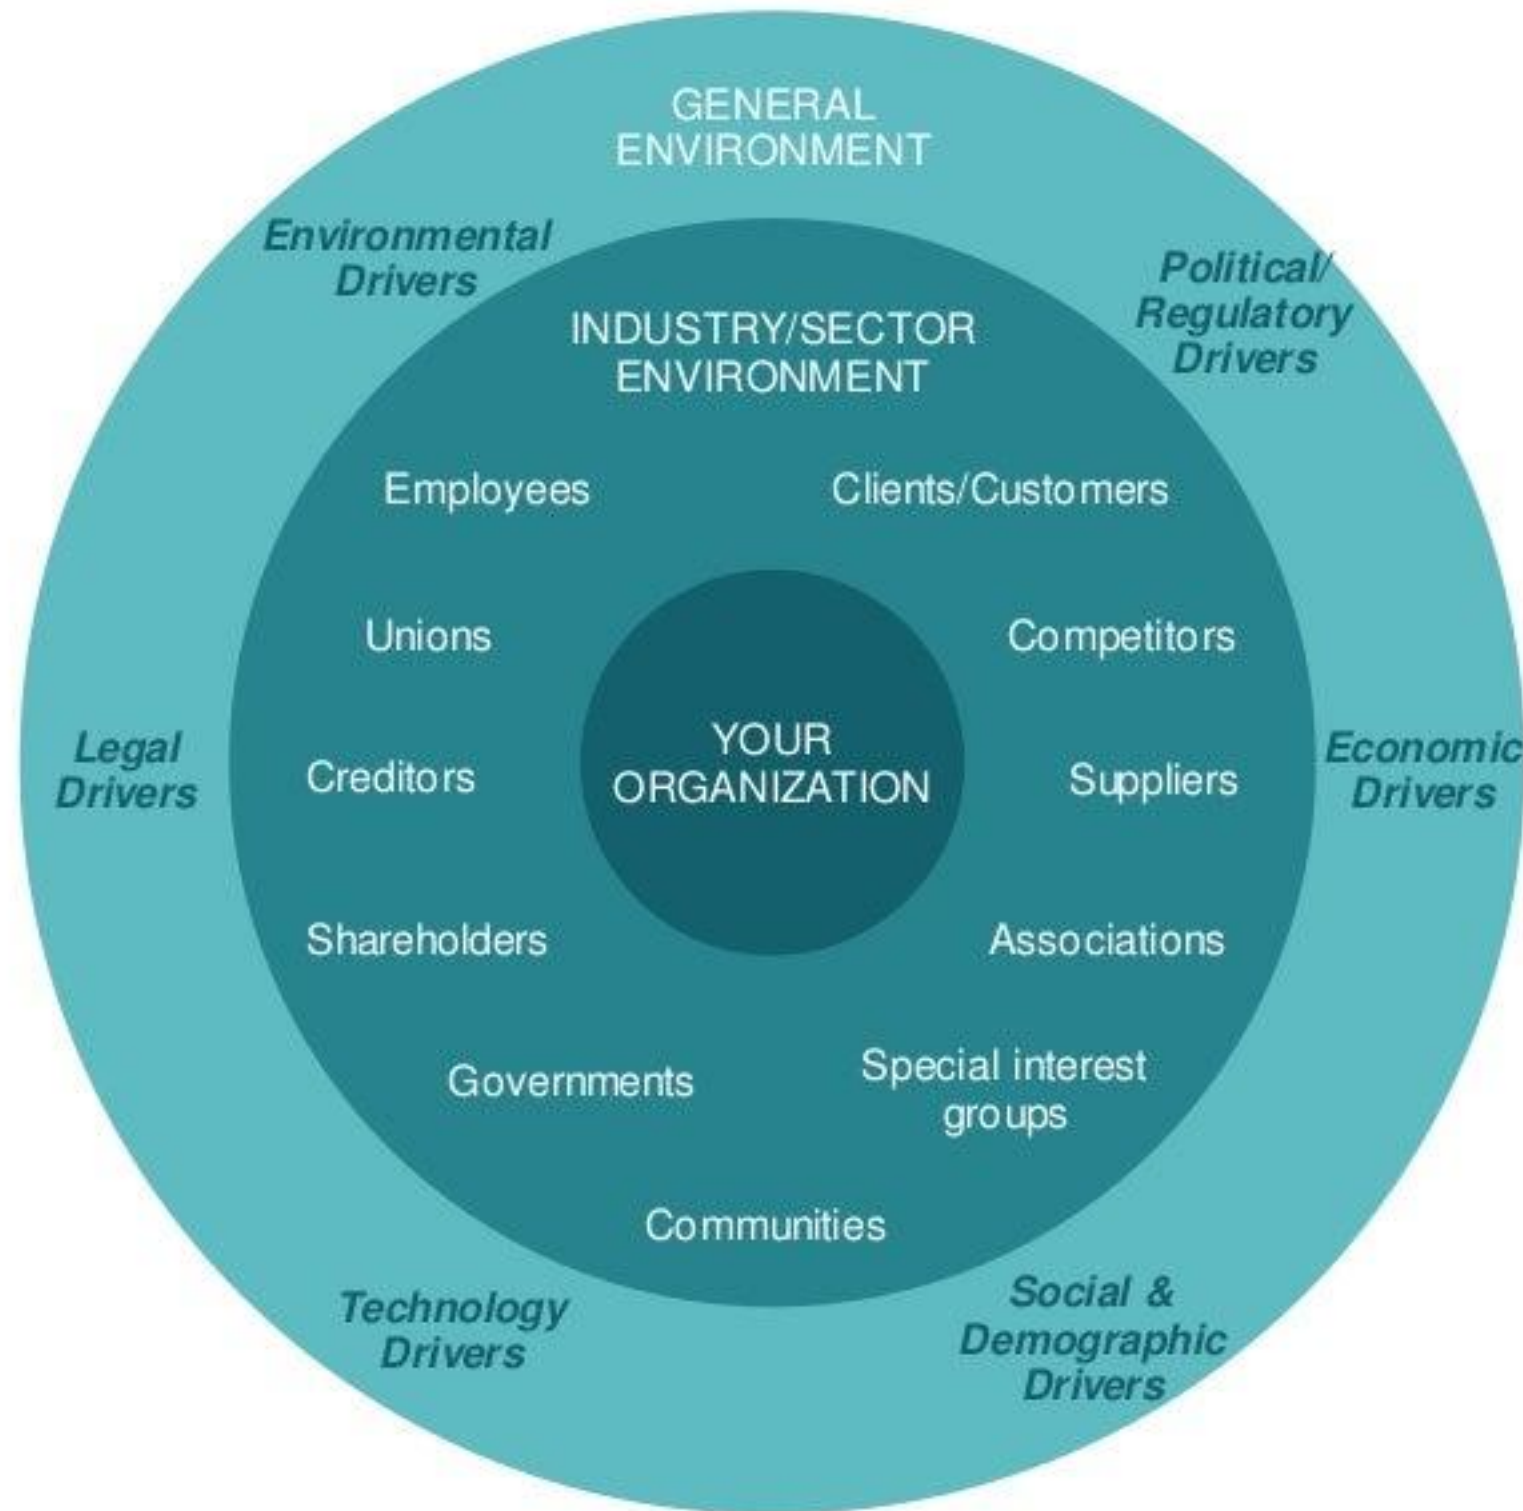 GENERAL
ENVIRONMENT
Environmental
Drivers
Political/
Regulatory
Drivers
INDUSTRY/SECTOR
ENVIRONMENT
Employees
Clients/Customers
Unions
Competitors
YOUR
ORGANIZATION
Legal
Drivers
Creditors
Suppliers
Economic
Drivers
Shareholders
Associations
Governments
Special interest
groups
Communities
Technology
Drivers
Social &
Demographic
Drivers